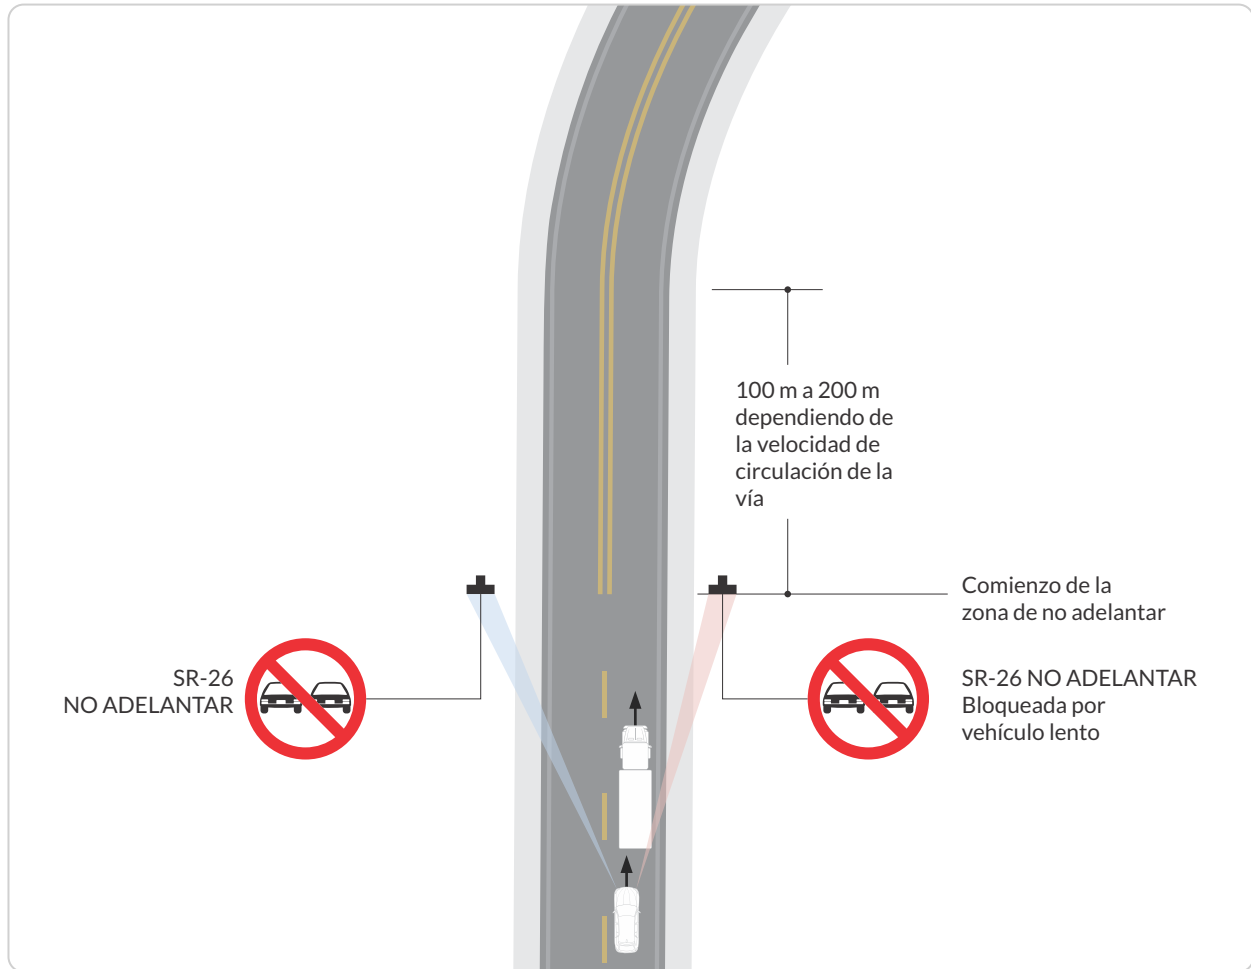 100 m a 200 m
dependiendo de
la velocidad de
circulación de la
vía
Comienzo de la
zona de no adelantar
SR-26
NO ADELANTAR
SR-26 NO ADELANTAR
Bloqueada por
vehículo lento